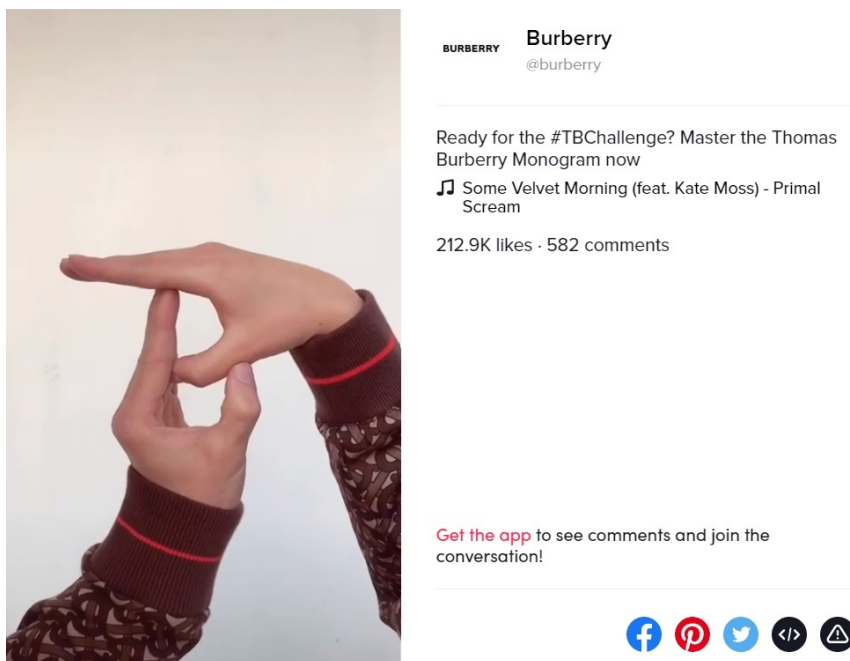 BURBERRY
Burberry
@burberry
Ready for the #TBChallenge? Master the Thomas
Burberry Monogram now
Some Velvet Morning (feat. Kate Moss) - Primal
Scream
212.9K likes · 582 comments
Get the app to see comments and join the
conversation!